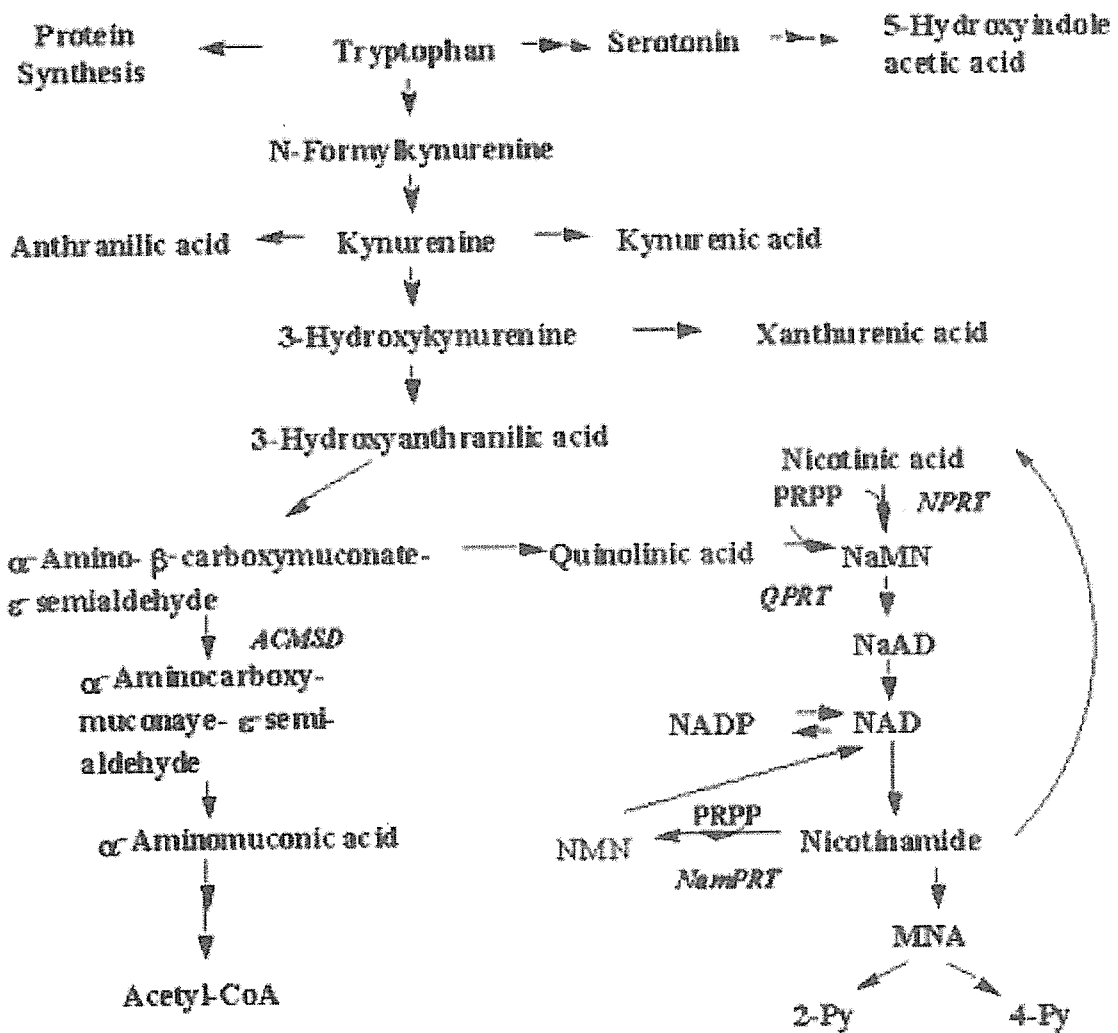 Protein
Synthesis
Tryptophan
Serotonin
5-Hydroxyindole
acetic acid
N-Formylkynurenine
Anthranilic acid
Kynurenine
Kynurenic acid
3-Hydroxykynurenine
Xanthurenic acid
3-Hydroxyanthranilic acid
Nicotinic acid
PRPP
NPRT
α-Amino- β-carboxymuconate-
ε-semialdehyde
Quinolinic acid
NaMN
QPRT
ACMSD
NaAD
α-Aminocarboxy-
muconaye- ε-semi-
aldehyde
NADP
NAD
PRPP
α-Aminomuconic acid
NMN
Nicotinamide
NamPRT
MNA
Acetyl-CoA
2-Py
4-Py